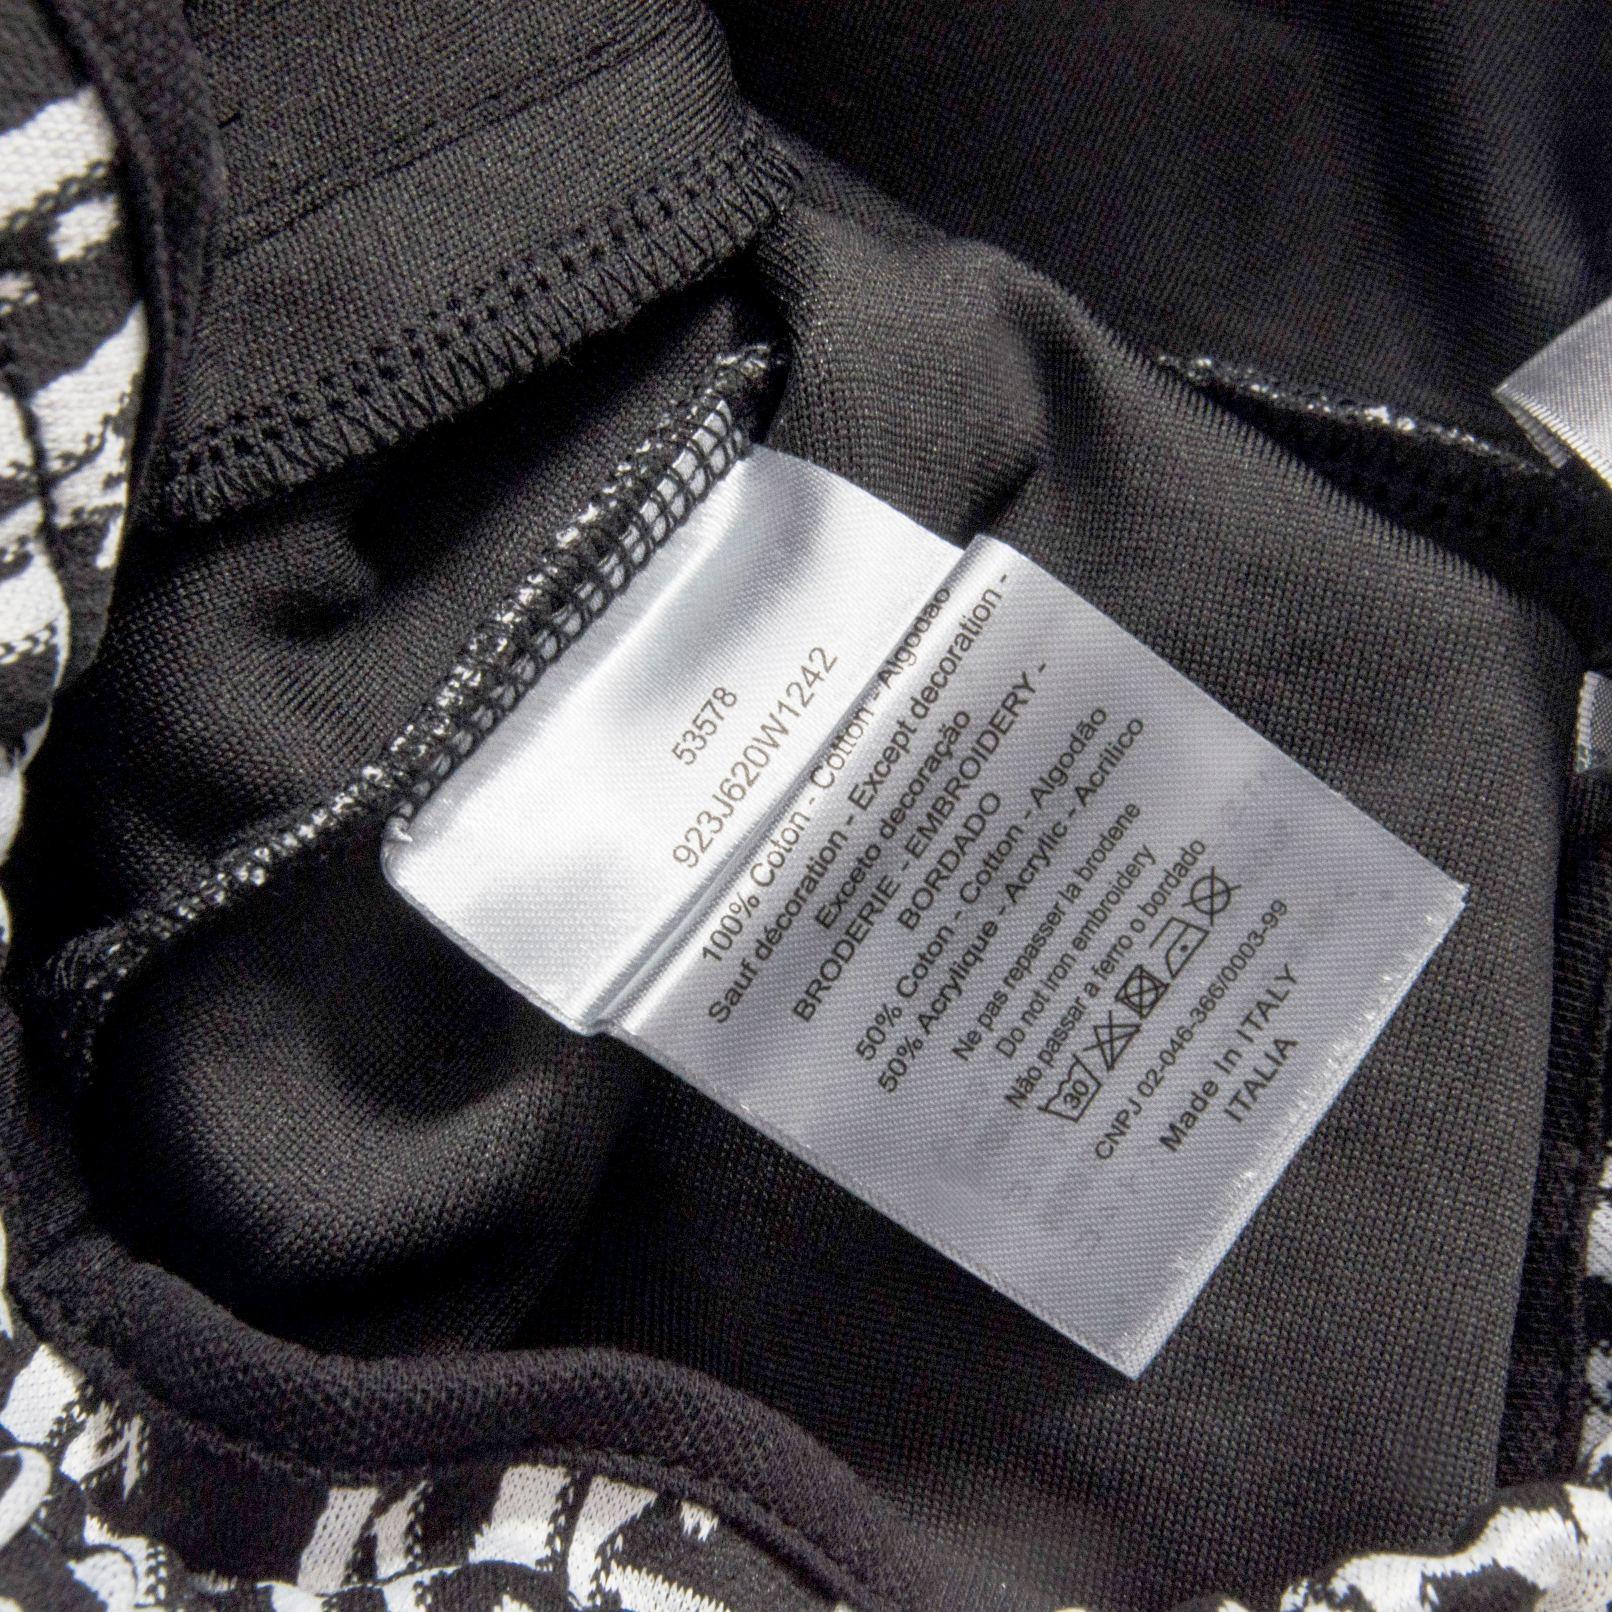 53578
923J620W1242
100% Coton - Cotton - Algodão
Sauf décoration - Except decoration -
Exceto decoração
BRODERIE - EMBROIDERY -
BORDADO
50% Coton - Cotton - Algodão
50% Acrylique - Acrylic - Acrilico
Ne pas repasser la broderie
Do not iron embroidery
Não passar a ferro o bordado
30
CNPJ 02-046-366/0003-99
Made In ITALY
ITALIA